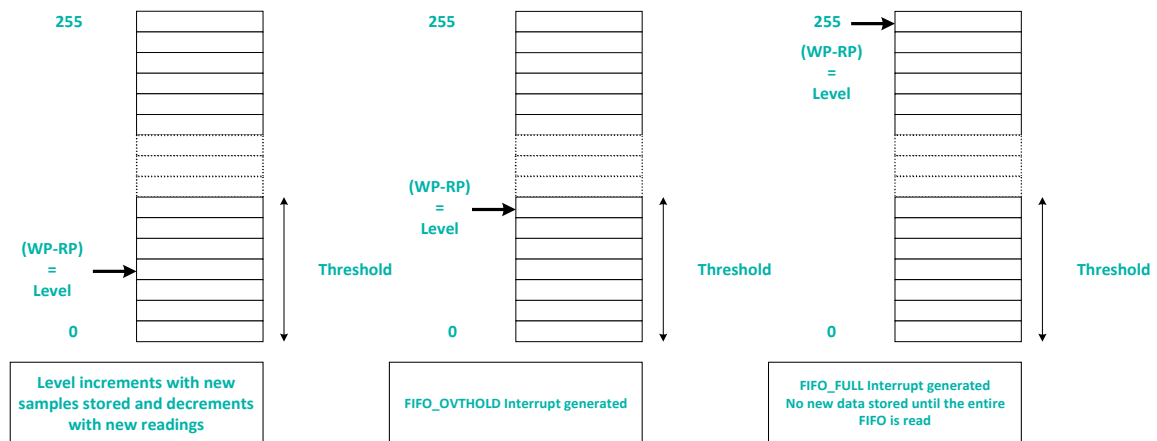 255
(WP-RP)
=
Level
Threshold
0
Level increments with new
samples stored and decrements
with new readings
255
(WP-RP)
=
Level
Threshold
0
FIFO_OVTHOLD Interrupt generated
255
(WP-RP)
=
Level
Threshold
0
FIFO_FULL Interrupt generated
No new data stored until the entire
FIFO is read